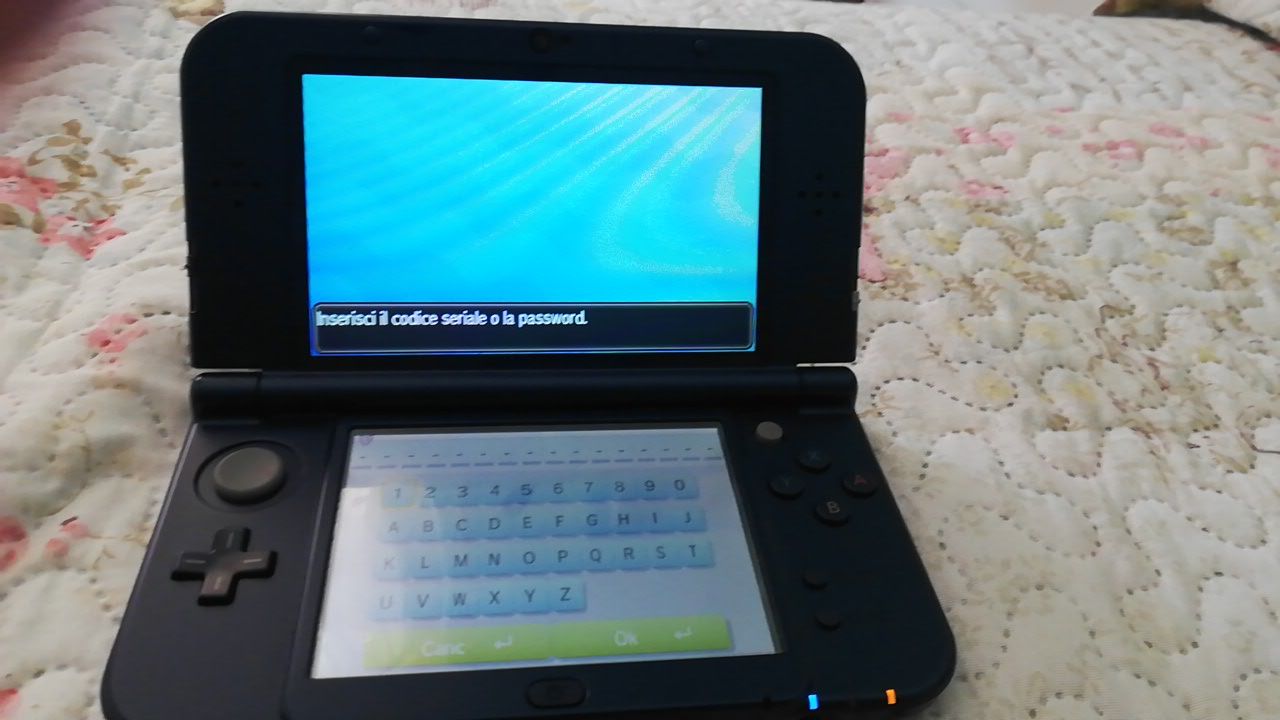 Inserisci il codice seriale o la password.
1 2 3 4 5 6 7 8 9 0
A B C D E F G H I J
K L M N O P Q R S T
U V W X Y Z
Canc Ok
X
Y A
B